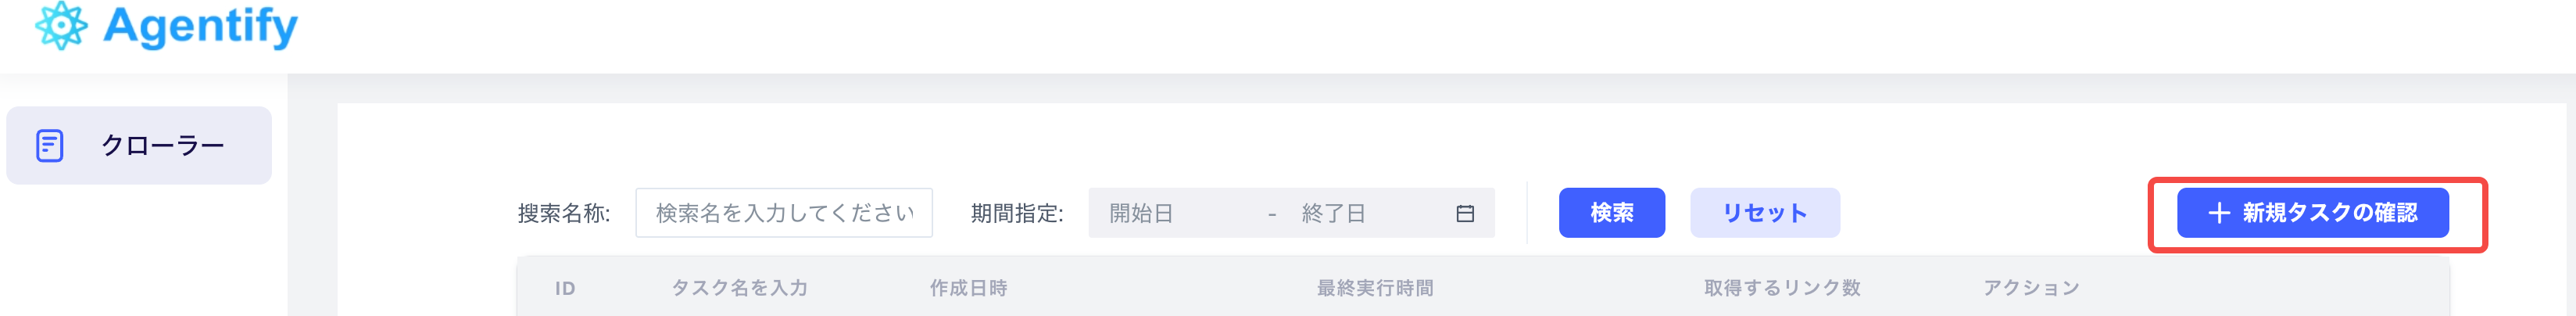 Agentify
クローラー
搜索名称: 検索名を入力してください 期間指定: 開始日 - 終了日 検索 リセット + 新規タスクの確認
ID タスク名を入力 作成日時 最終実行時間 取得するリンク数 アクション